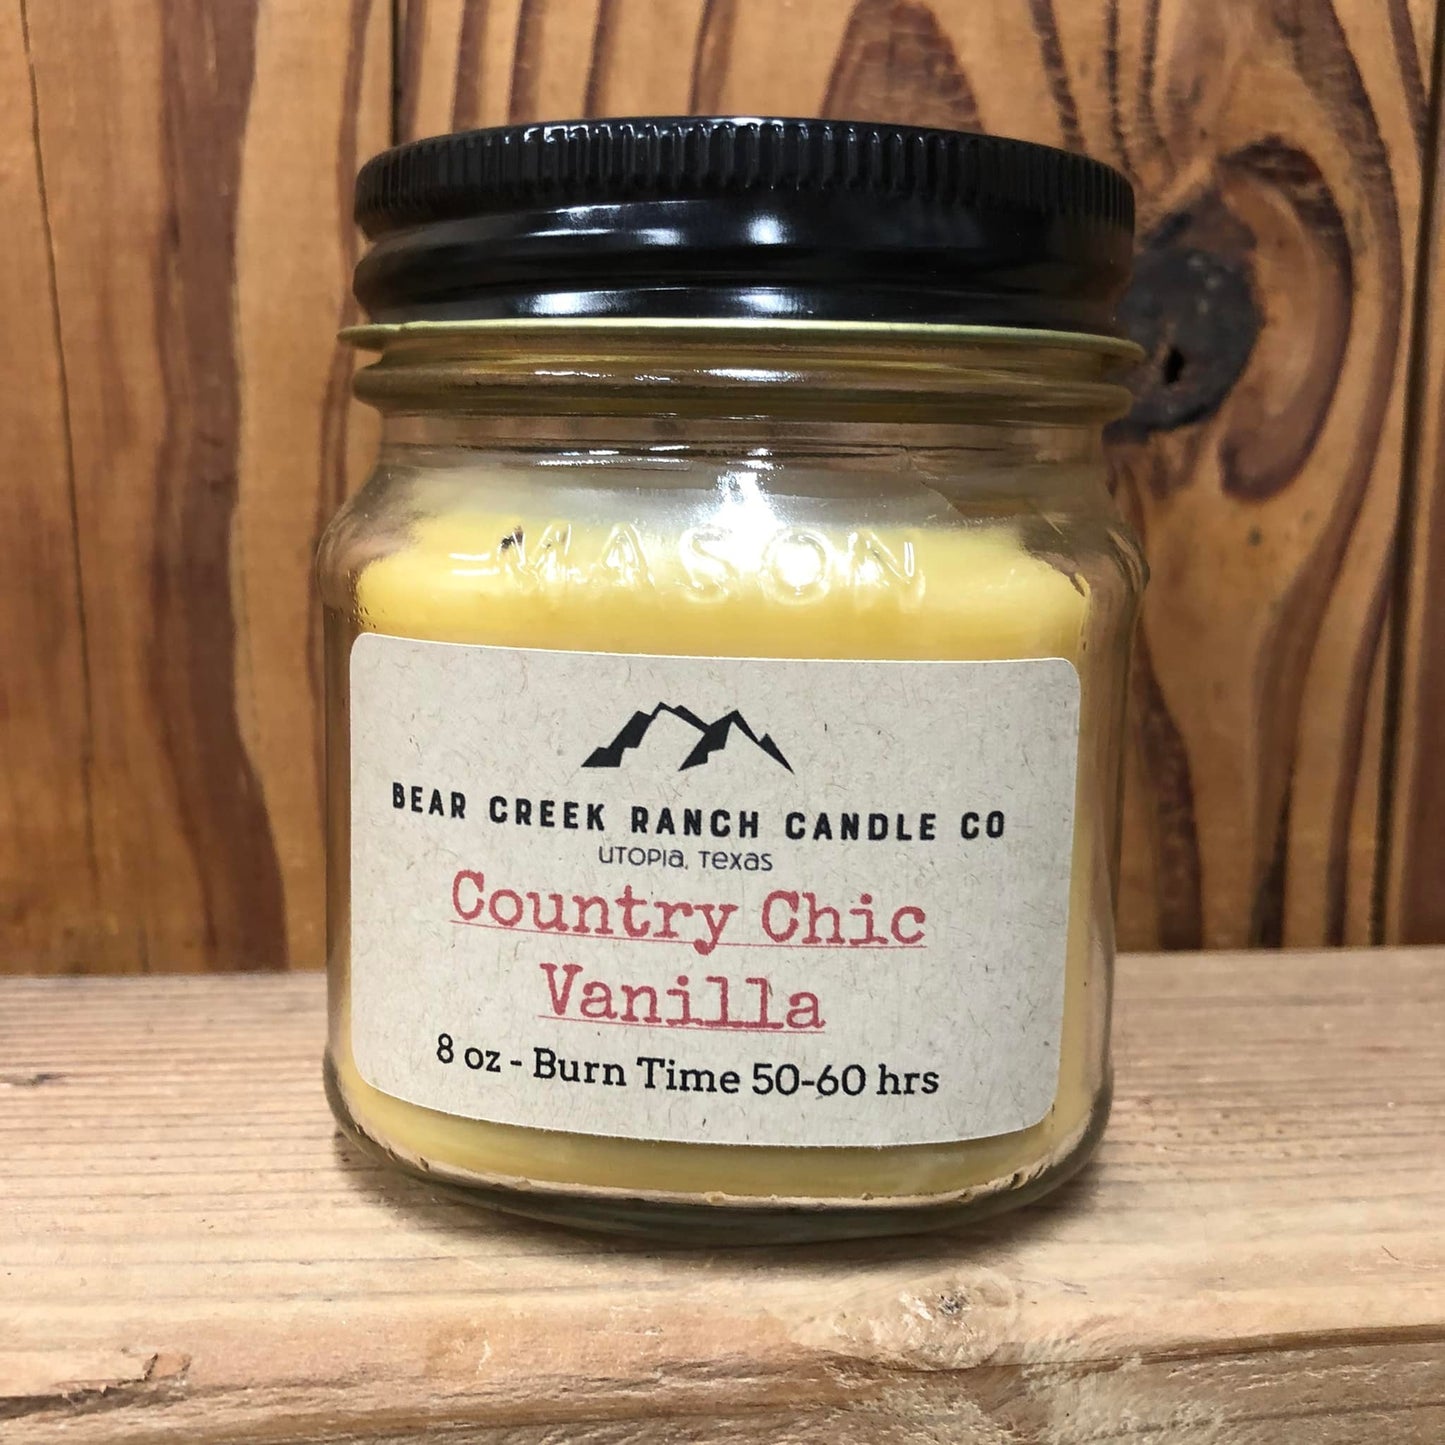 MASON
BEAR CREEK RANCH CANDLE CO
UTOPIA, TEXAS
Country Chic
Vanilla
8 oz - Burn Time 50-60 hrs